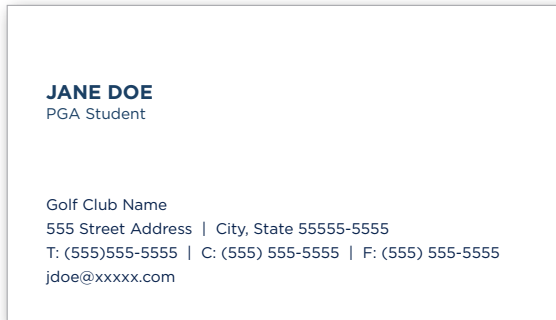 JANE DOE
PGA Student
Golf Club Name
555 Street Address | City, State 55555-5555
T: (555)555-5555 | C: (555) 555-5555 | F: (555) 555-5555
jdoe@xxxxx.com